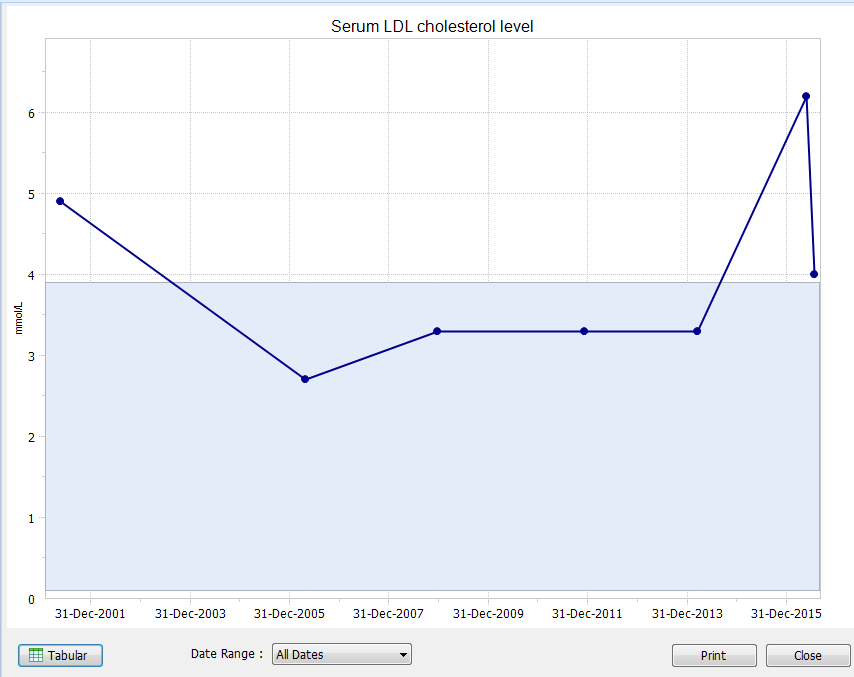 Serum LDL cholesterol level
6
5
4
3
2
1
0
mmol/L
31-Dec-2001 31-Dec-2003 31-Dec-2005 31-Dec-2007 31-Dec-2009 31-Dec-2011 31-Dec-2013 31-Dec-2015
Tabular Date Range : All Dates Print Close